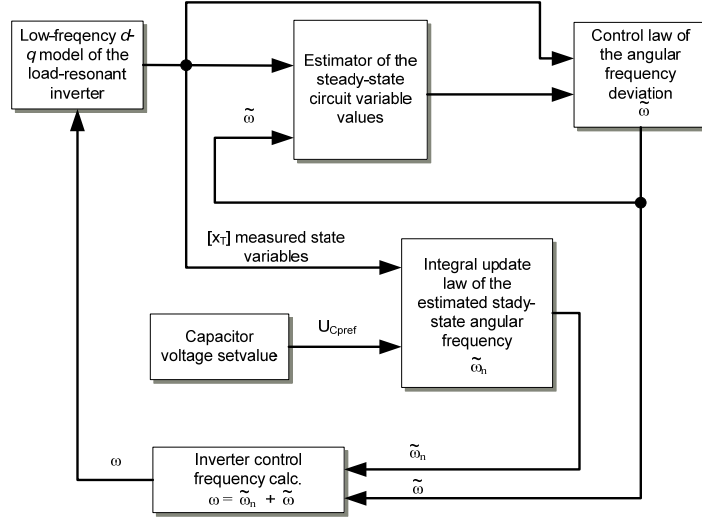 Low-freqency d-
q model of the
load-resonant
inverter
Estimator of the
steady-state
circuit variable
values
Control law of
the angular
frequency
deviation
ω̃
ω̃
[xT] measured state
variables
Integral update
law of the
estimated stady-
state angular
frequency
ω̃n
Capacitor
voltage setvalue
UCpref
ω
Inverter control
frequency calc.
ω = ω̃n + ω̃
ω̃n
ω̃